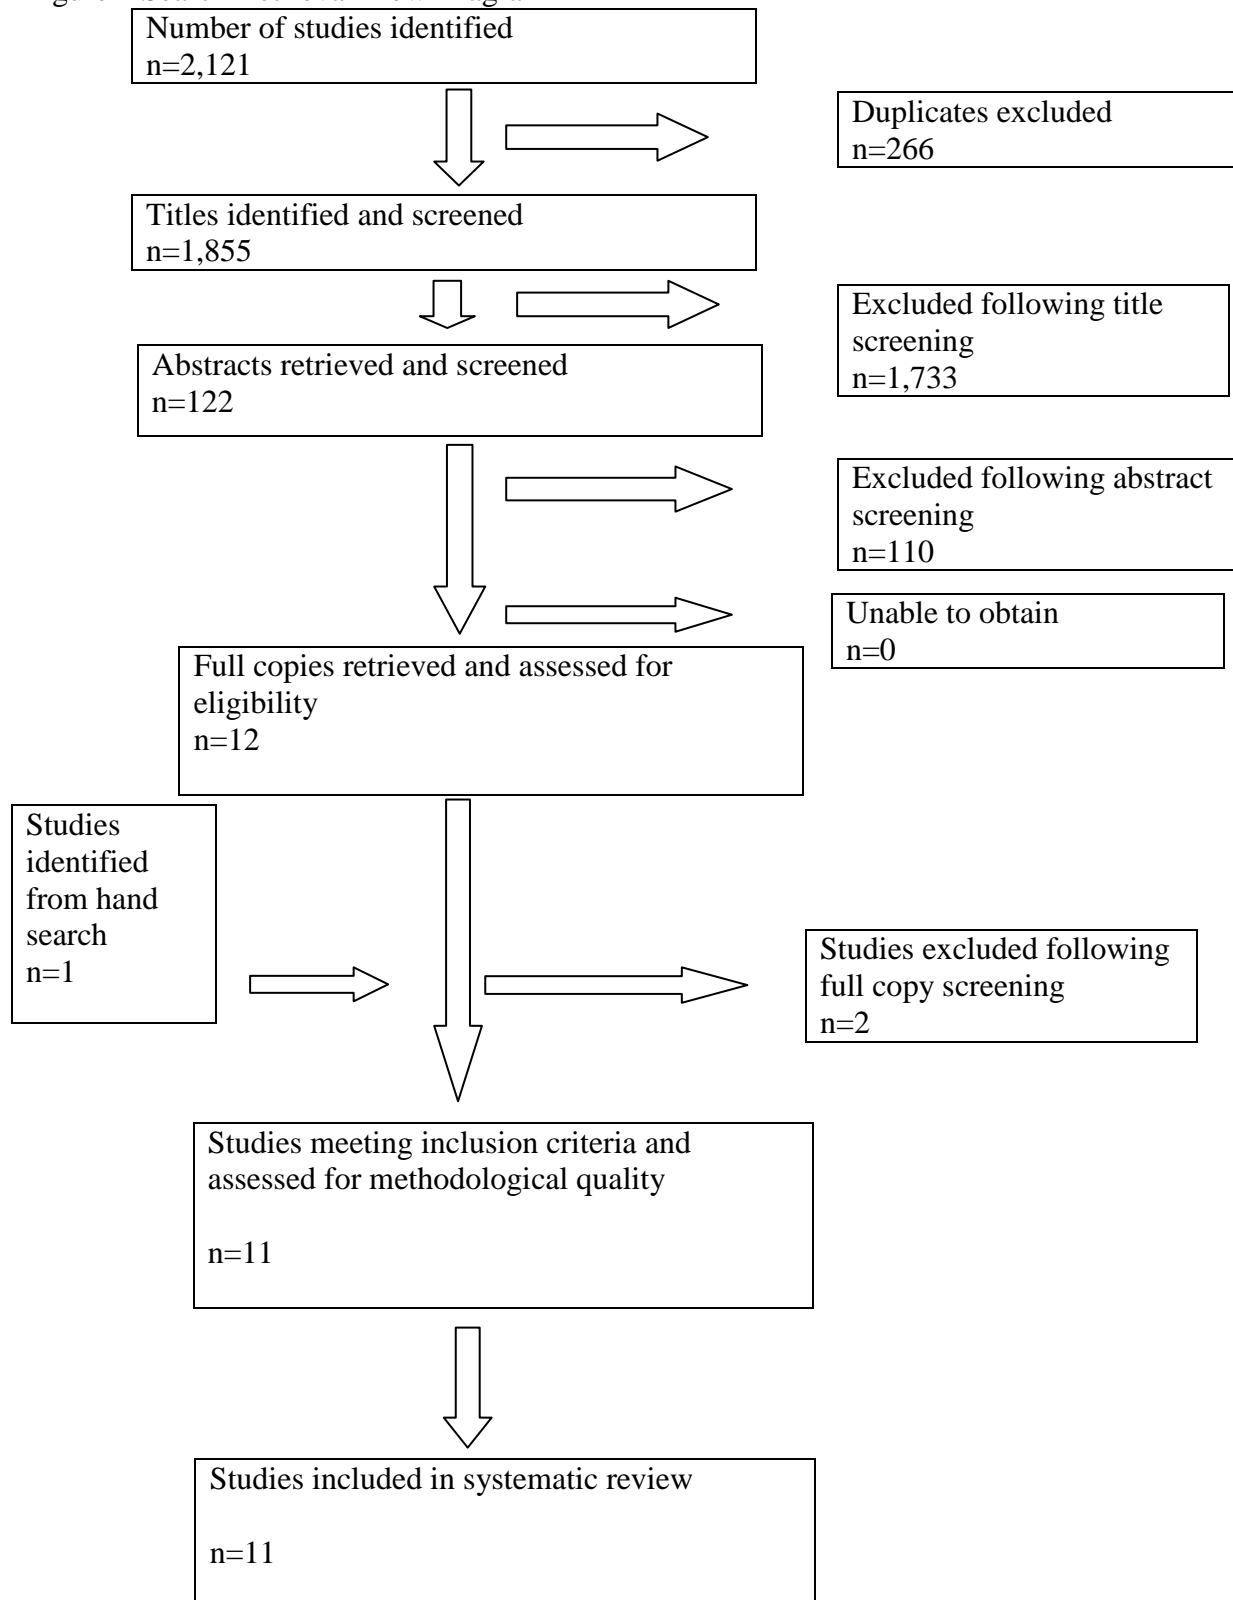 Number of studies identified
n=2,121
Duplicates excluded
n=266
Titles identified and screened
n=1,855
Excluded following title
screening
n=1,733
Abstracts retrieved and screened
n=122
Excluded following abstract
screening
n=110
Unable to obtain
n=0
Full copies retrieved and assessed for
eligibility
n=12
Studies
identified
from hand
search
n=1
Studies excluded following
full copy screening
n=2
Studies meeting inclusion criteria and
assessed for methodological quality
n=11
Studies included in systematic review
n=11